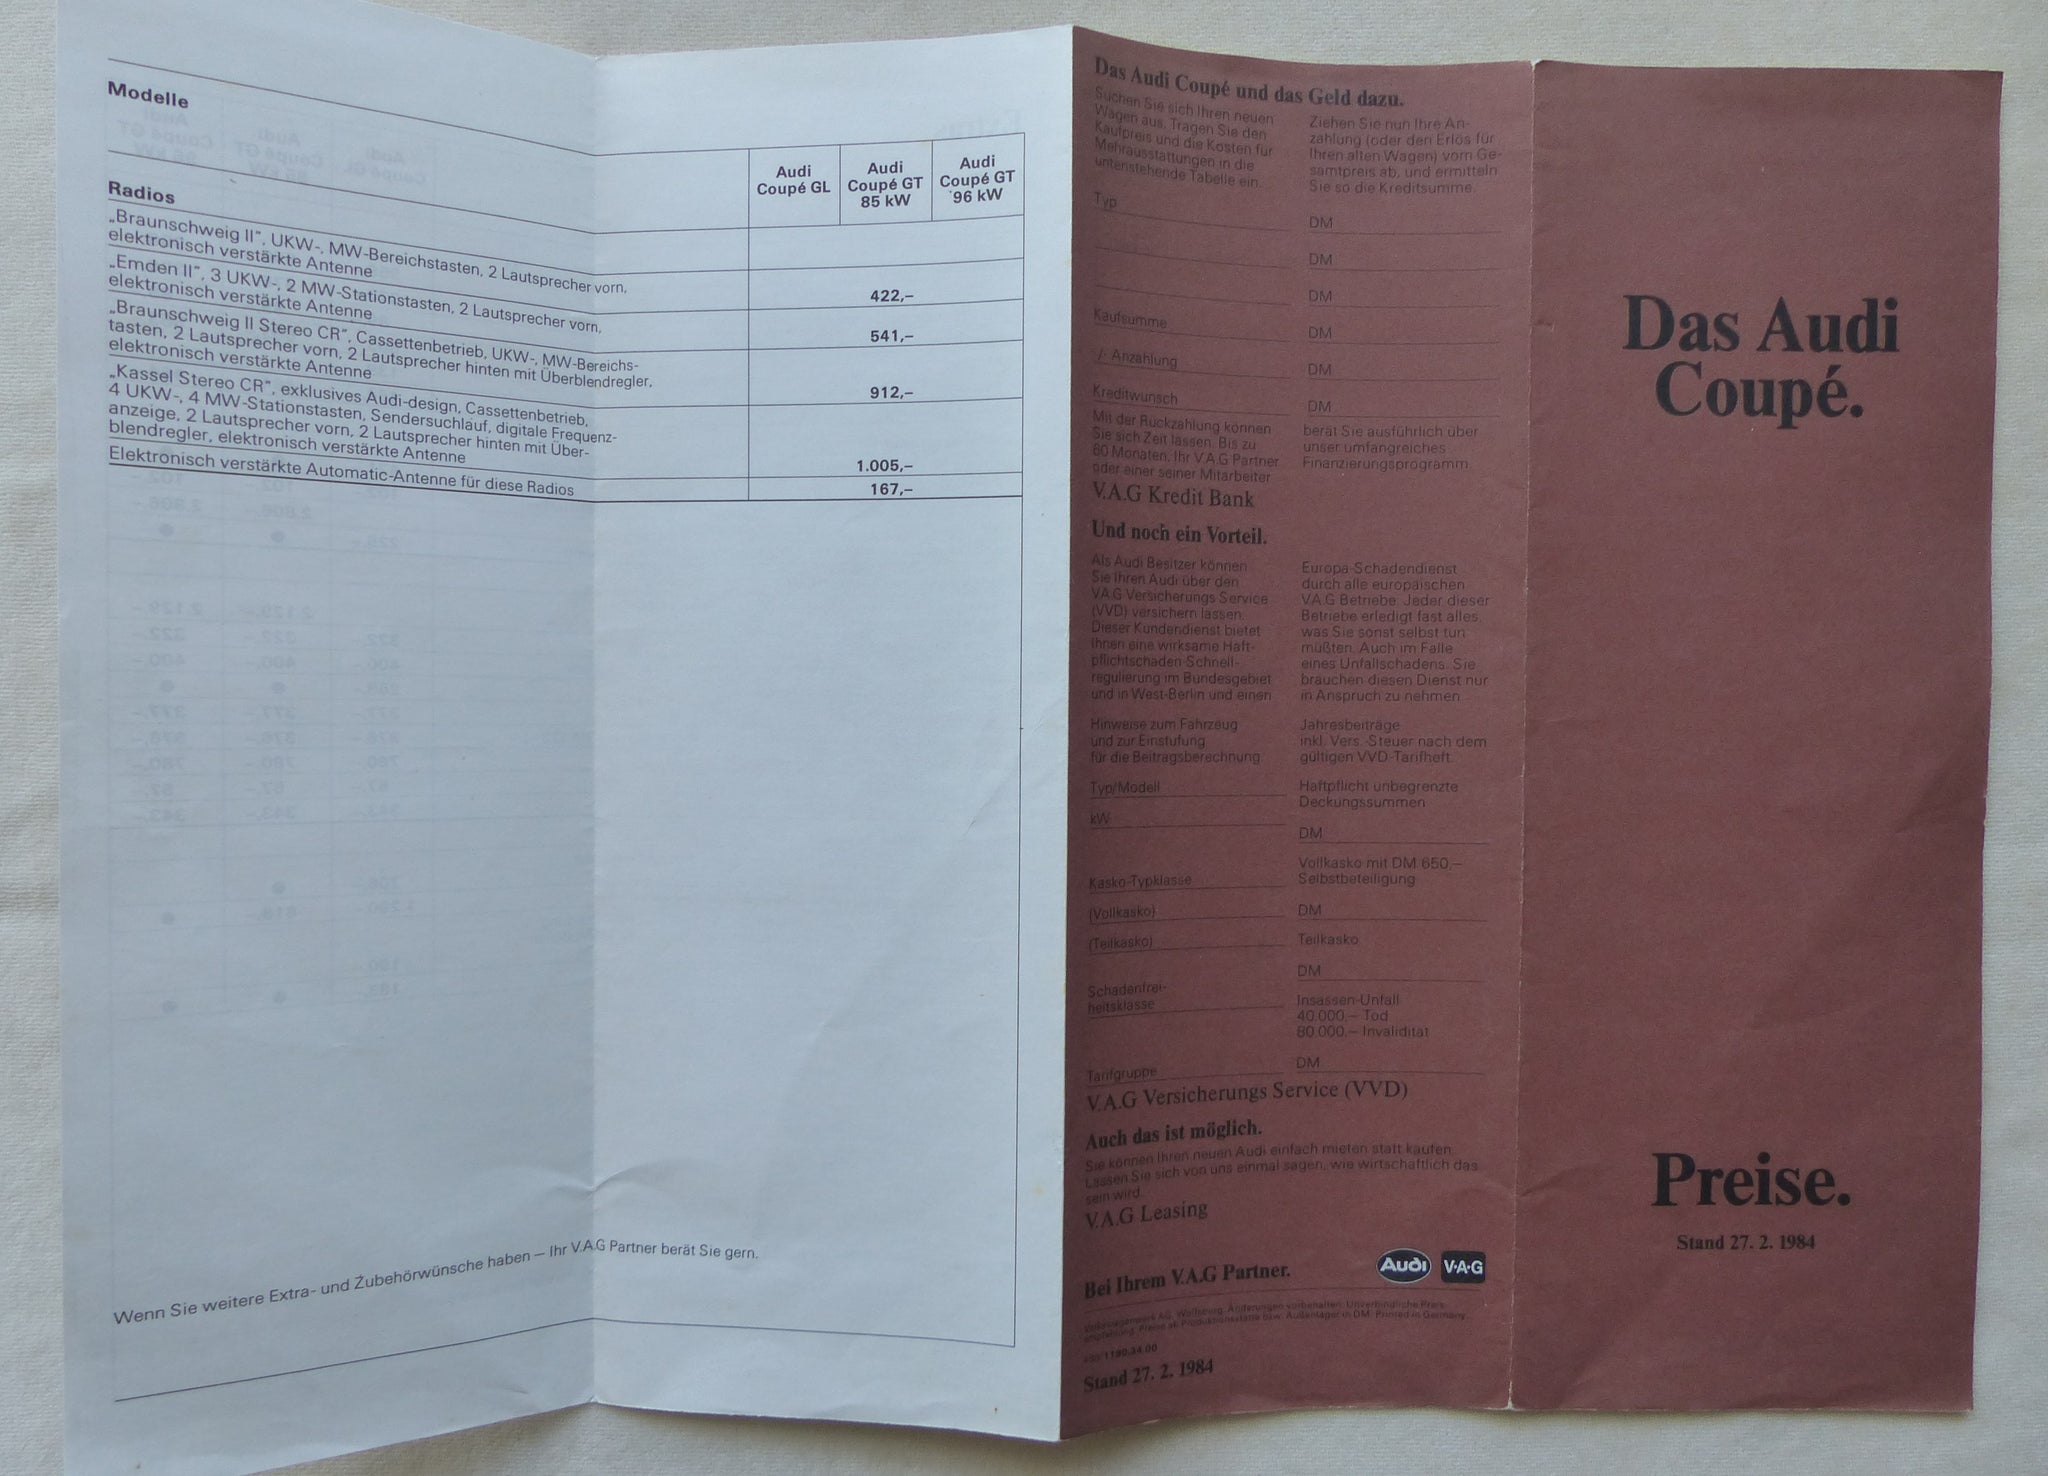 Modelle
Audi
Coupé GL
Audi
Coupé GT
85 kW
Audi
Coupé GT
96 kW
Radios
„Braunschweig II“, UKW-, MW-Bereichstasten, 2 Lautsprecher vorn,
elektronisch verstärkte Antenne 422,–
„Emden II“, 3 UKW-, 2 MW-Stationstasten, 2 Lautsprecher vorn,
elektronisch verstärkte Antenne 541,–
„Braunschweig II Stereo CR“, Cassettenbetrieb, UKW-, MW-Bereichs-
tasten, 2 Lautsprecher vorn, 2 Lautsprecher hinten mit Überblendregler,
elektronisch verstärkte Antenne 912,–
„Kassel Stereo CR“, exklusives Audi-design, Cassettenbetrieb,
4 UKW-, 4 MW-Stationstasten, Sendersuchlauf, digitale Frequenz-
anzeige, 2 Lautsprecher vorn, 2 Lautsprecher hinten mit Über-
blendregler, elektronisch verstärkte Antenne 1.005,–
Elektronisch verstärkte Automatic-Antenne für diese Radios 167,–
Wenn Sie weitere Extra- und Zubehörwünsche haben – Ihr V.A.G Partner berät Sie gern.
Das Audi Coupé und das Geld dazu.
Suchen Sie sich Ihren neuen
Wagen aus. Tragen Sie den
Kaufpreis und die Kosten für
Mehrausstattungen in die
untenstehende Tabelle ein.
Ziehen Sie nun Ihre An-
zahlung (oder den Erlös für
Ihren alten Wagen) vom Ge-
samtpreis ab, und ermitteln
Sie so die Kreditsumme.
Typ DM
DM
DM
Kaufsumme DM
./. Anzahlung DM
Kreditwunsch DM
Mit der Rückzahlung können
Sie sich Zeit lassen. Bis zu
60 Monaten. Ihr V.A.G Partner
oder einer seiner Mitarbeiter
berät Sie ausführlich über
unser umfangreiches
Finanzierungsprogramm.
V.A.G Kredit Bank
Und noch ein Vorteil.
Als Audi Besitzer können
Sie Ihren Audi über den
V.A.G Versicherungs Service
(VVD) versichern lassen.
Dieser Kundendienst bietet
Ihnen eine wirksame Haft-
pflichtschaden-Schnell-
regulierung im Bundesgebiet
und in West-Berlin und einen
Europa-Schadendienst
durch alle europäischen
V.A.G Betriebe. Jeder dieser
Betriebe erledigt fast alles,
was Sie sonst selbst tun
müßten. Auch im Falle
eines Unfallschadens. Sie
brauchen diesen Dienst nur
in Anspruch zu nehmen.
Hinweise zum Fahrzeug
und zur Einstufung
für die Beitragsberechnung
Jahresbeiträge
inkl. Vers.-Steuer nach dem
gültigen VVD-Tarifheft.
Typ/Modell
kW
Haftpflicht unbegrenzte
Deckungssummen
DM
Kasko-Typklasse
Vollkasko mit DM 650,–
Selbstbeteiligung
(Vollkasko) DM
(Teilkasko) Teilkasko
DM
Schadenfrei-
heitsklasse
Insassen-Unfall
40.000,– Tod
80.000,– Invalidität
Tarifgruppe DM
V.A.G Versicherungs Service (VVD)
Auch das ist möglich.
Sie können Ihren neuen Audi einfach mieten statt kaufen.
Lassen Sie sich von uns einmal sagen, wie wirtschaftlich das
sein wird.
V.A.G Leasing
Bei Ihrem V.A.G Partner.
Audi
V·A·G
Volkswagenwerk AG, Wolfsburg. Änderungen vorbehalten. Unverbindliche Preis-
empfehlung. Preise ab Produktionsstätte bzw. Außenlager in DM. Printed in Germany.
Stand 27. 2. 1984
Das Audi
Coupé.
Preise.
Stand 27. 2. 1984